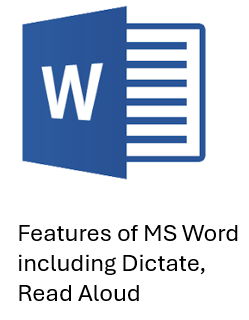 W
Features of MS Word
including Dictate,
Read Aloud